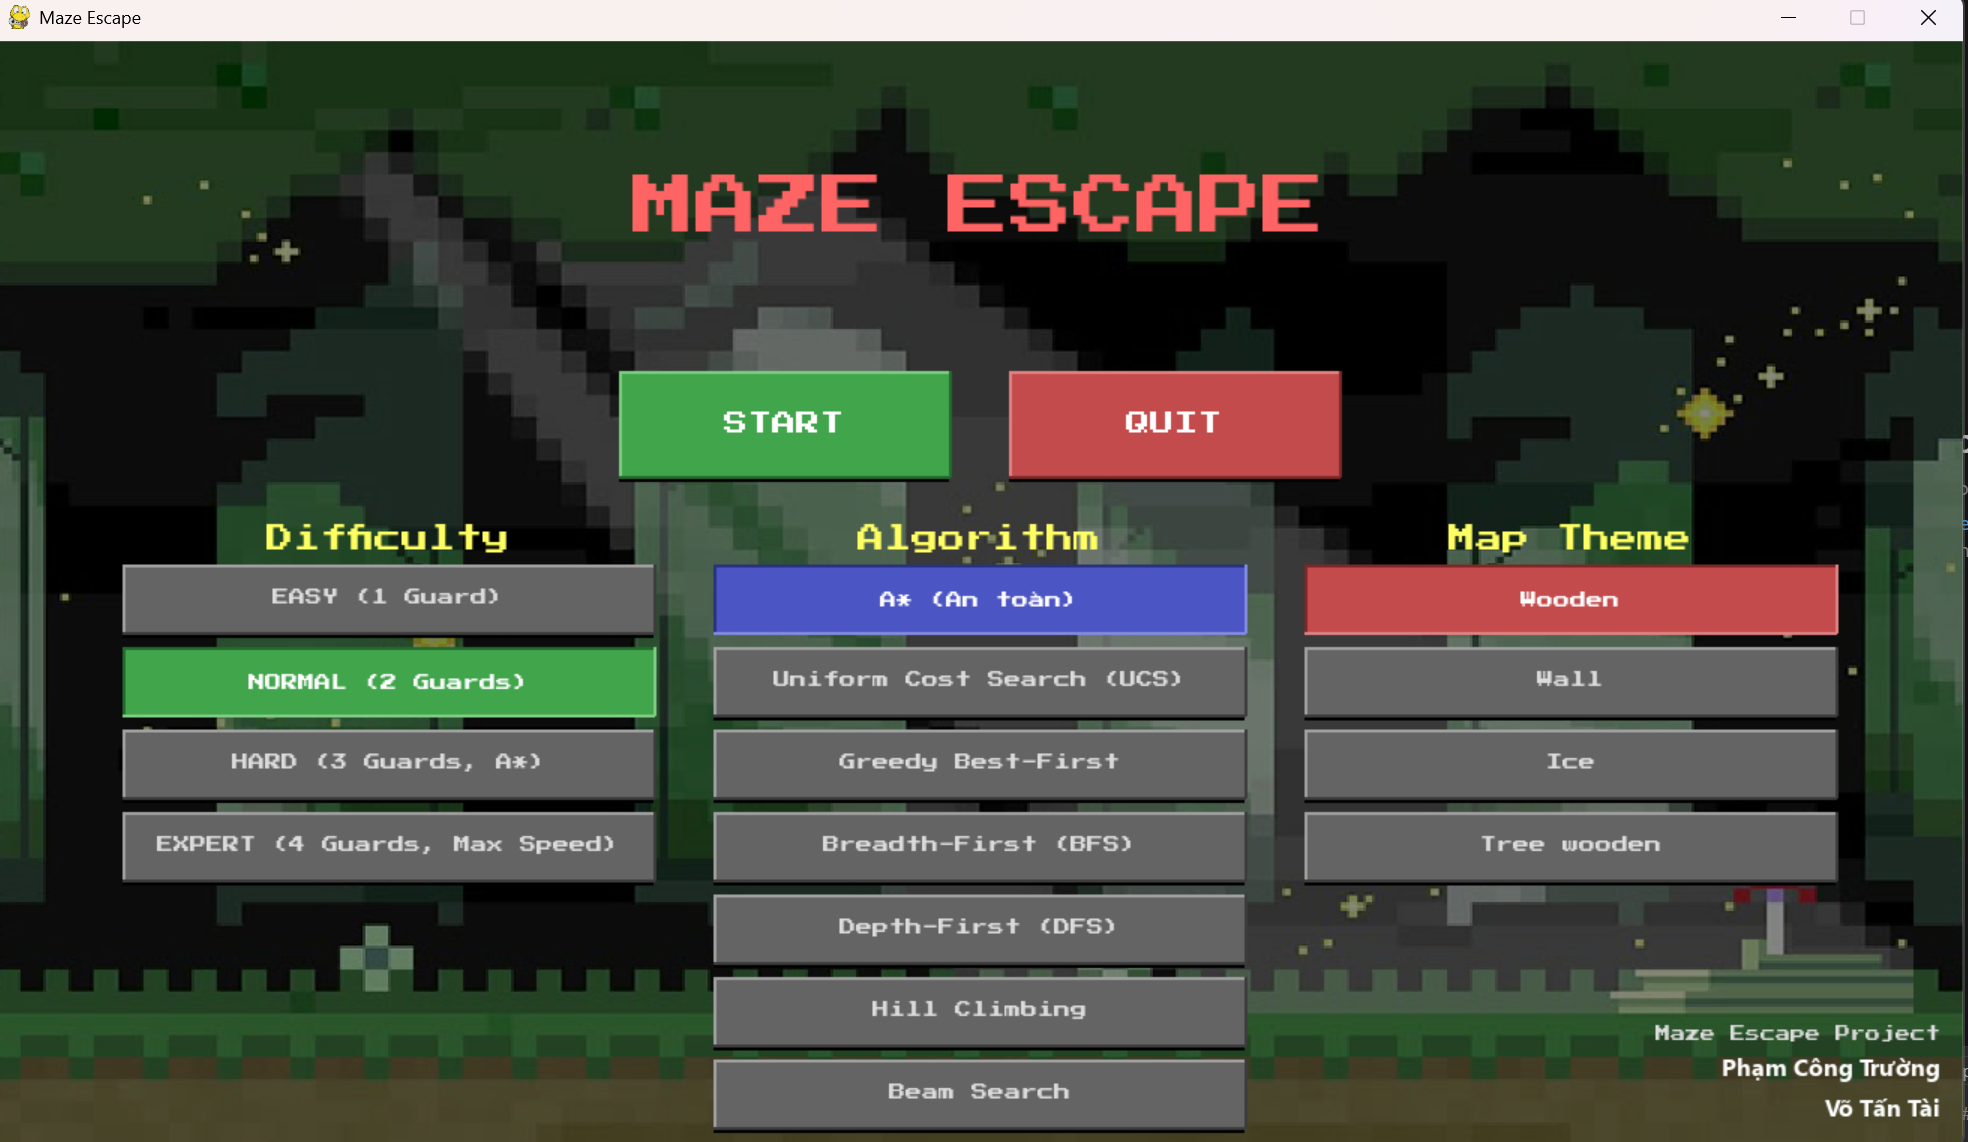 Maze Escape
MAZE ESCAPE
START
QUIT
Difficulty
EASY (1 Guard)
NORMAL (2 Guards)
HARD (3 Guards, A*)
EXPERT (4 Guards, Max Speed)
Algorithm
A* (An toàn)
Uniform Cost Search (UCS)
Greedy Best-First
Breadth-First (BFS)
Depth-First (DFS)
Hill Climbing
Beam Search
Map Theme
Wooden
Wall
Ice
Tree wooden
Maze Escape Project
Phạm Công Trường
Võ Tấn Tài